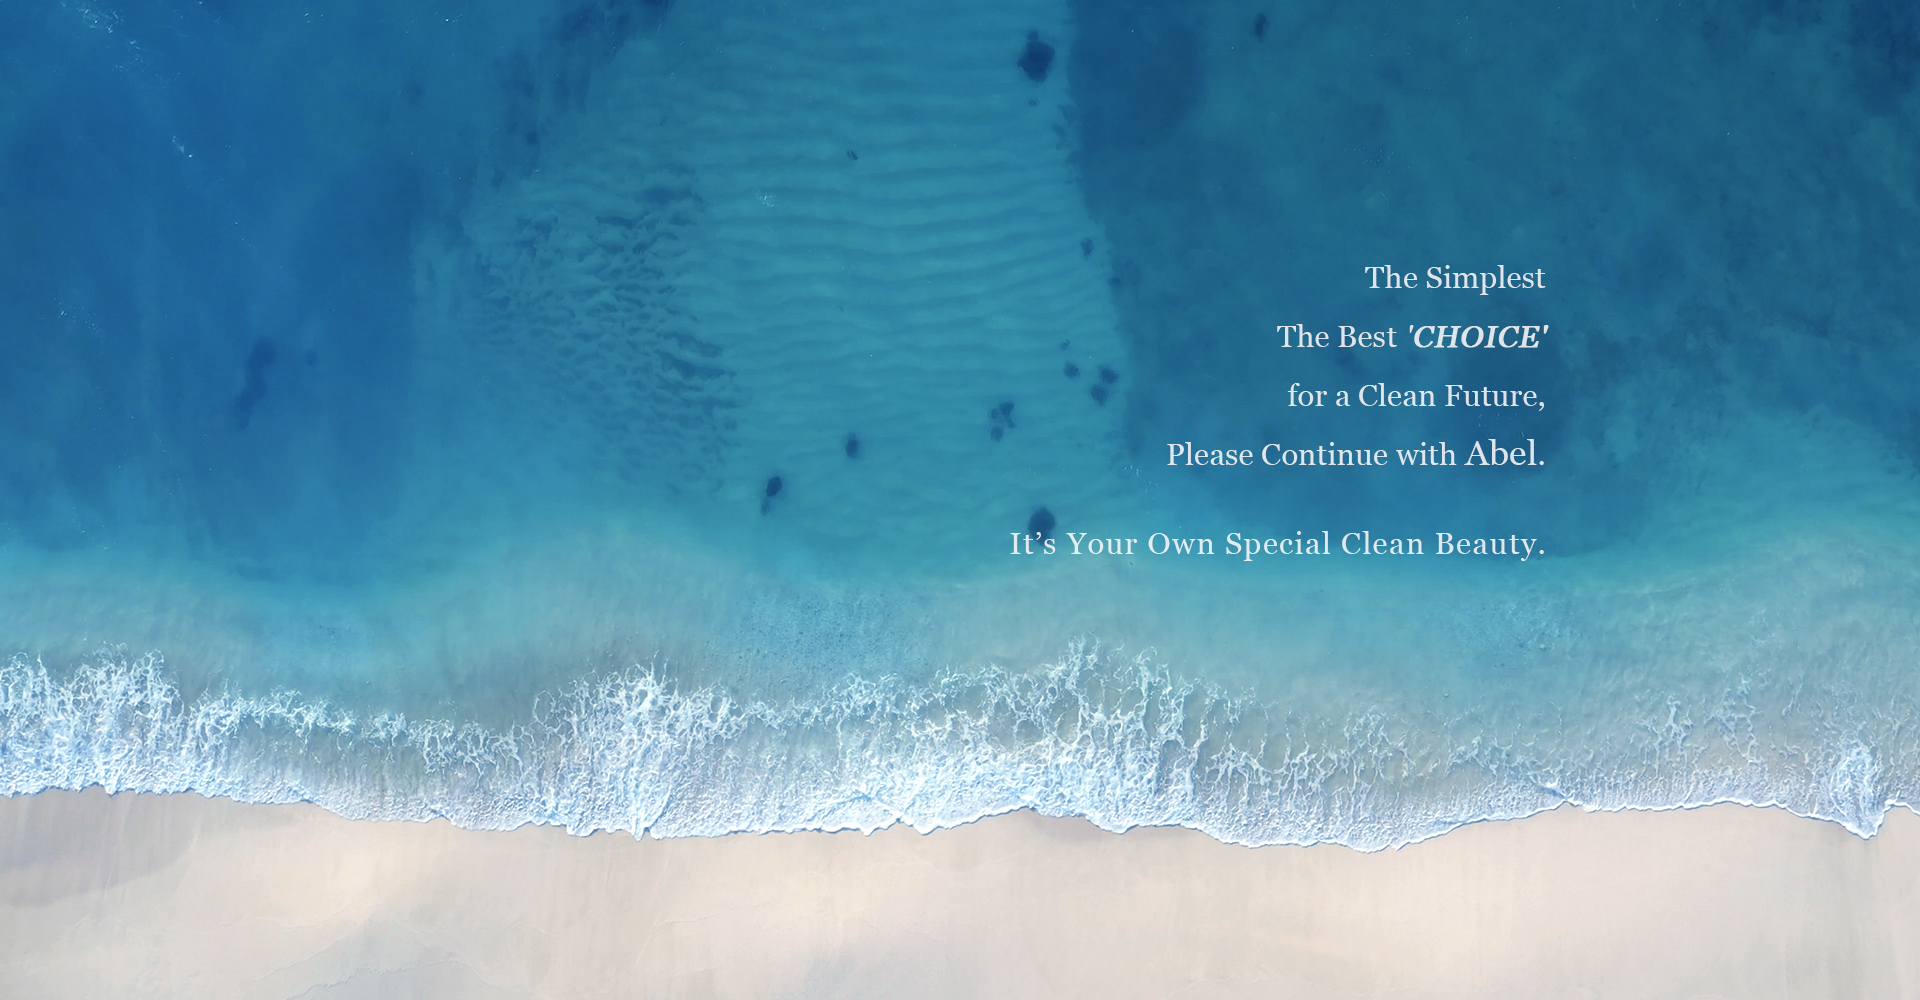 The Simplest
The Best 'CHOICE'
for a Clean Future,
Please Continue with Abel.
It’s Your Own Special Clean Beauty.